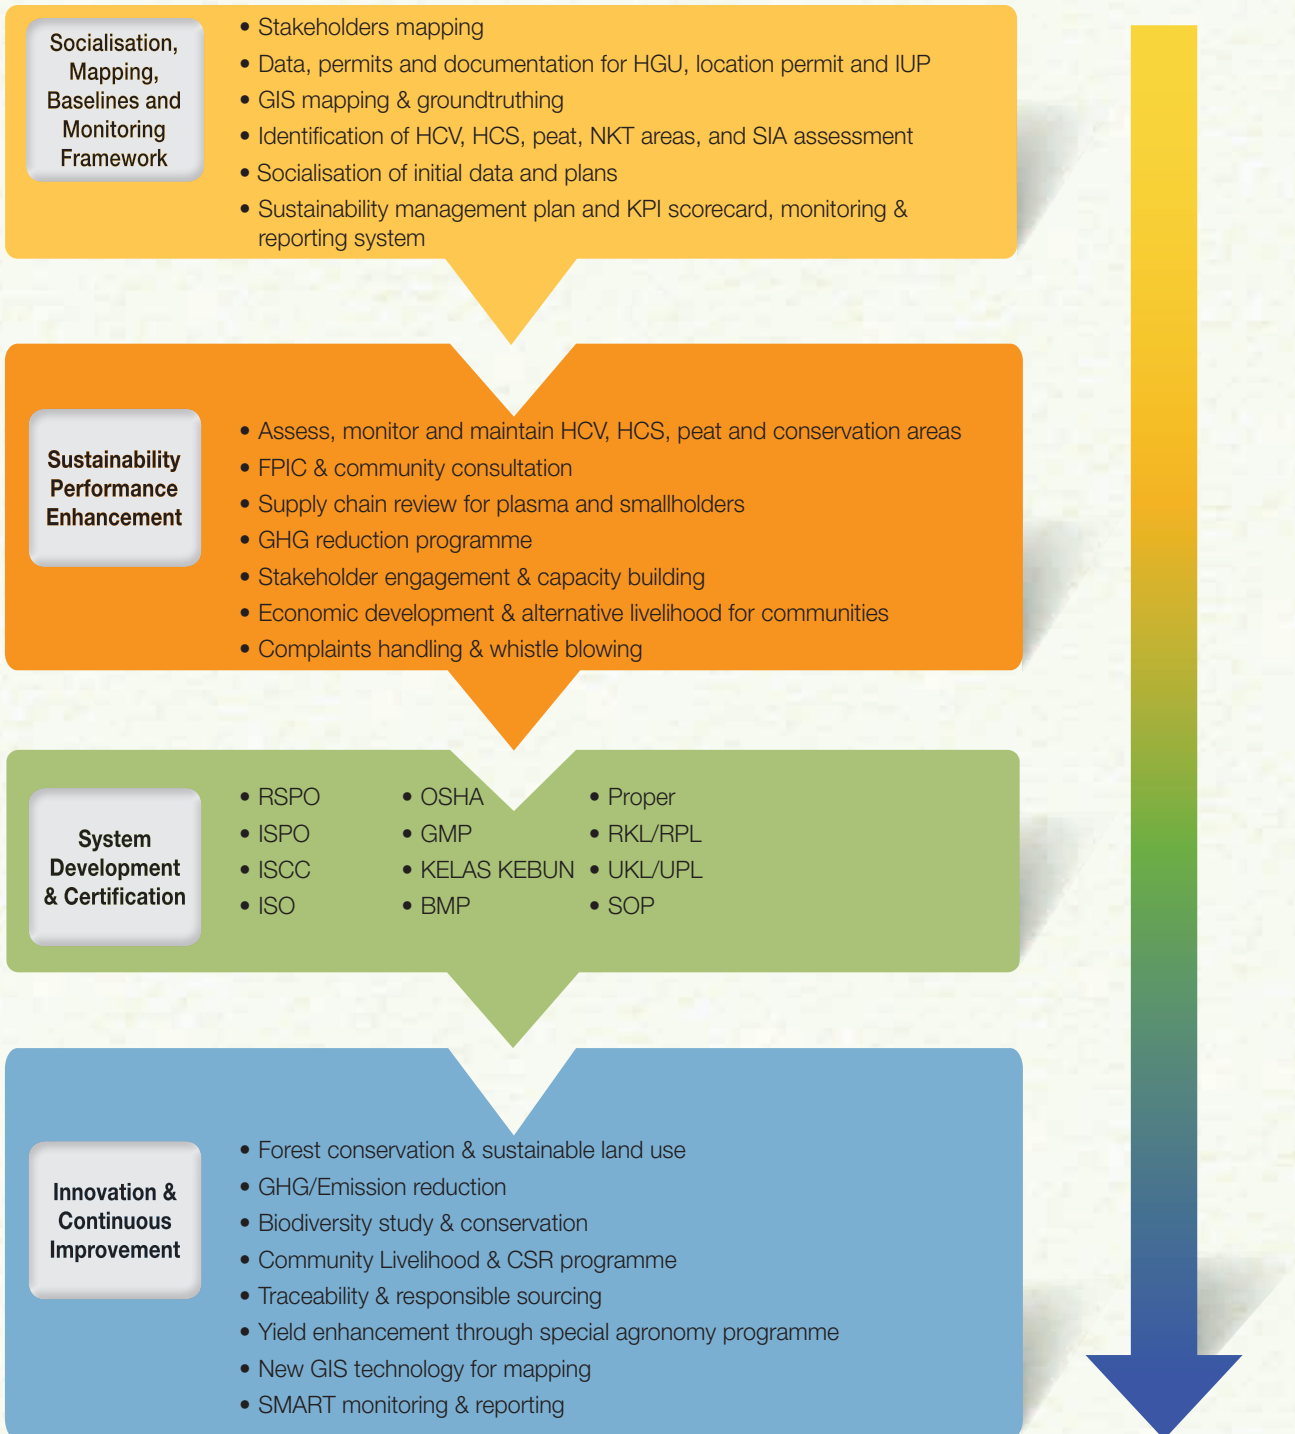 Socialisation,
Mapping,
Baselines and
Monitoring
Framework
• Stakeholders mapping
• Data, permits and documentation for HGU, location permit and IUP
• GIS mapping & groundtruthing
• Identification of HCV, HCS, peat, NKT areas, and SIA assessment
• Socialisation of initial data and plans
• Sustainability management plan and KPI scorecard, monitoring &
reporting system
Sustainability
Performance
Enhancement
• Assess, monitor and maintain HCV, HCS, peat and conservation areas
• FPIC & community consultation
• Supply chain review for plasma and smallholders
• GHG reduction programme
• Stakeholder engagement & capacity building
• Economic development & alternative livelihood for communities
• Complaints handling & whistle blowing
System
Development
& Certification
• RSPO
• ISPO
• ISCC
• ISO
• OSHA
• GMP
• KELAS KEBUN
• BMP
• Proper
• RKL/RPL
• UKL/UPL
• SOP
Innovation &
Continuous
Improvement
• Forest conservation & sustainable land use
• GHG/Emission reduction
• Biodiversity study & conservation
• Community Livelihood & CSR programme
• Traceability & responsible sourcing
• Yield enhancement through special agronomy programme
• New GIS technology for mapping
• SMART monitoring & reporting